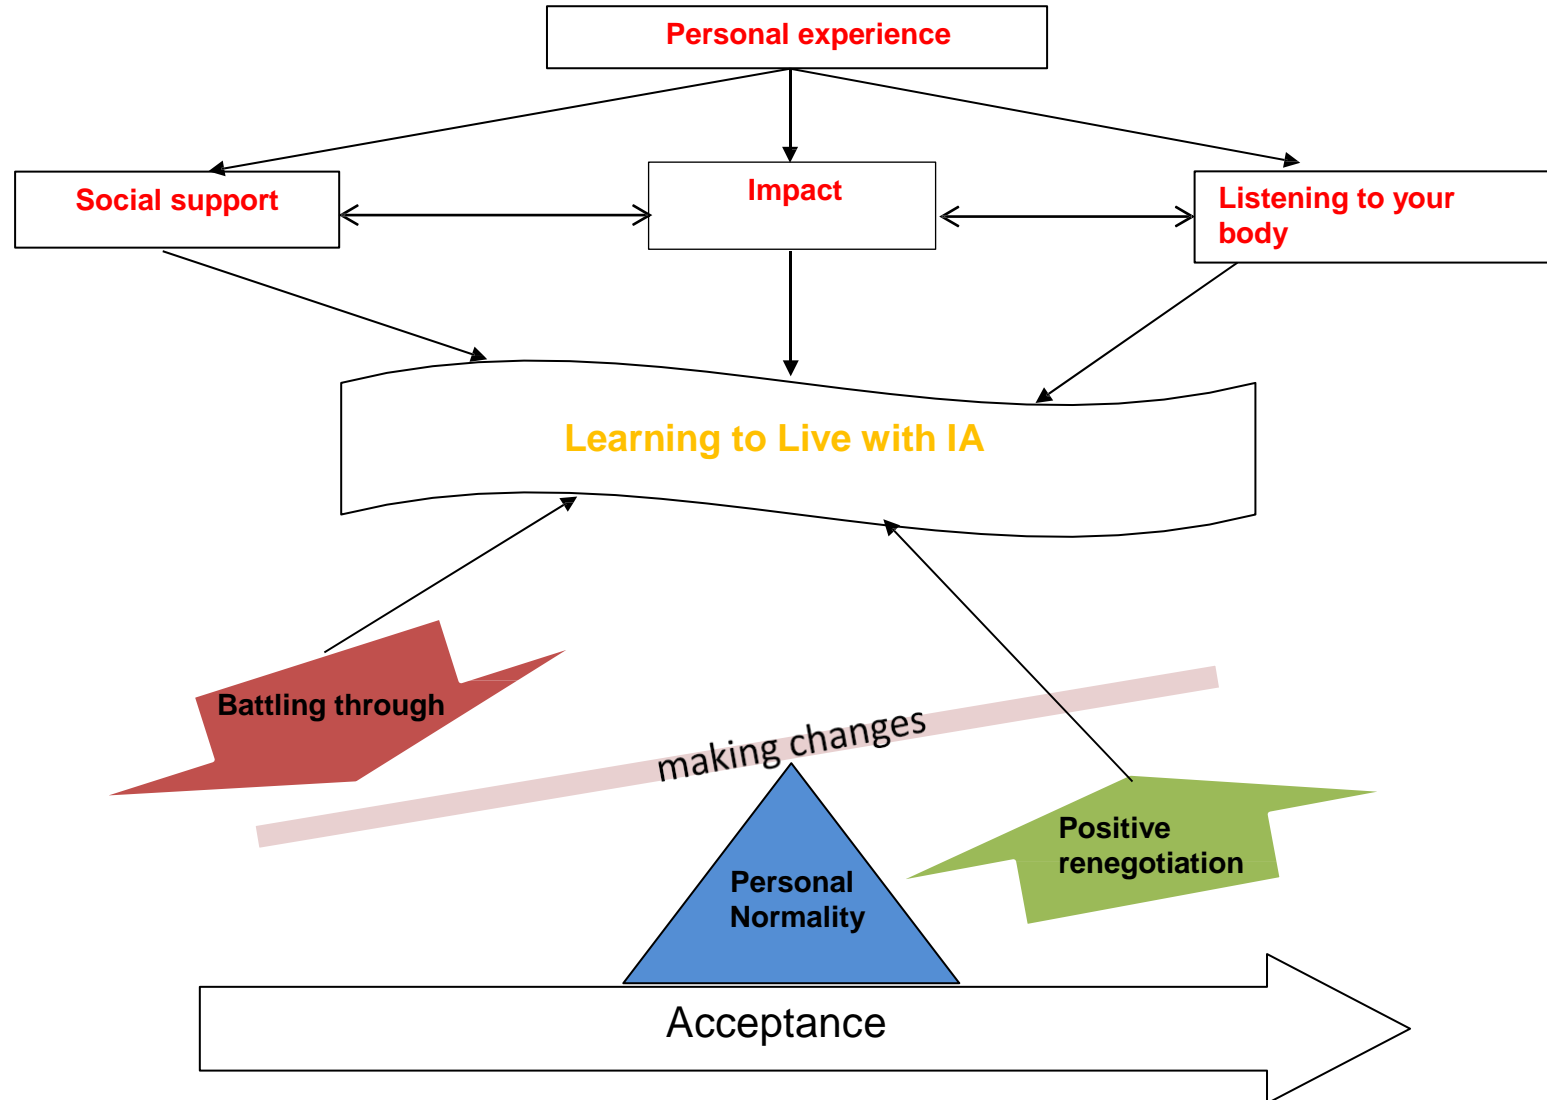 Personal experience
Social support
Impact
Listening to your
body
Learning to Live with IA
Battling through
making changes
Positive
renegotiation
Personal
Normality
Acceptance